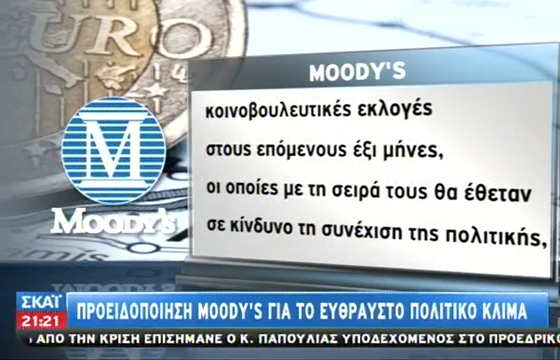 EURO
MOODY'S
κοινοβουλευτικές εκλογές
στους επόμενους έξι μήνες,
οι οποίες με τη σειρά τους θα έθεταν
σε κίνδυνο τη συνέχιση της πολιτικής,
M
MOODY'S
ΣΚΑΪ
21:21
ΠΡΟΕΙΔΟΠΟΙΗΣΗ MOODY'S ΓΙΑ ΤΟ ΕΥΘΡΑΥΣΤΟ ΠΟΛΙΤΙΚΟ ΚΛΙΜΑ
ΑΠΟ ΤΗΝ ΚΡΙΣΗ ΕΠΙΣΗΜΑΝΕ Ο Κ. ΠΑΠΟΥΛΙΑΣ ΥΠΟΔΕΧΟΜΕΝΟΣ ΣΤΟ ΠΡΟΕΔΡΙΚ